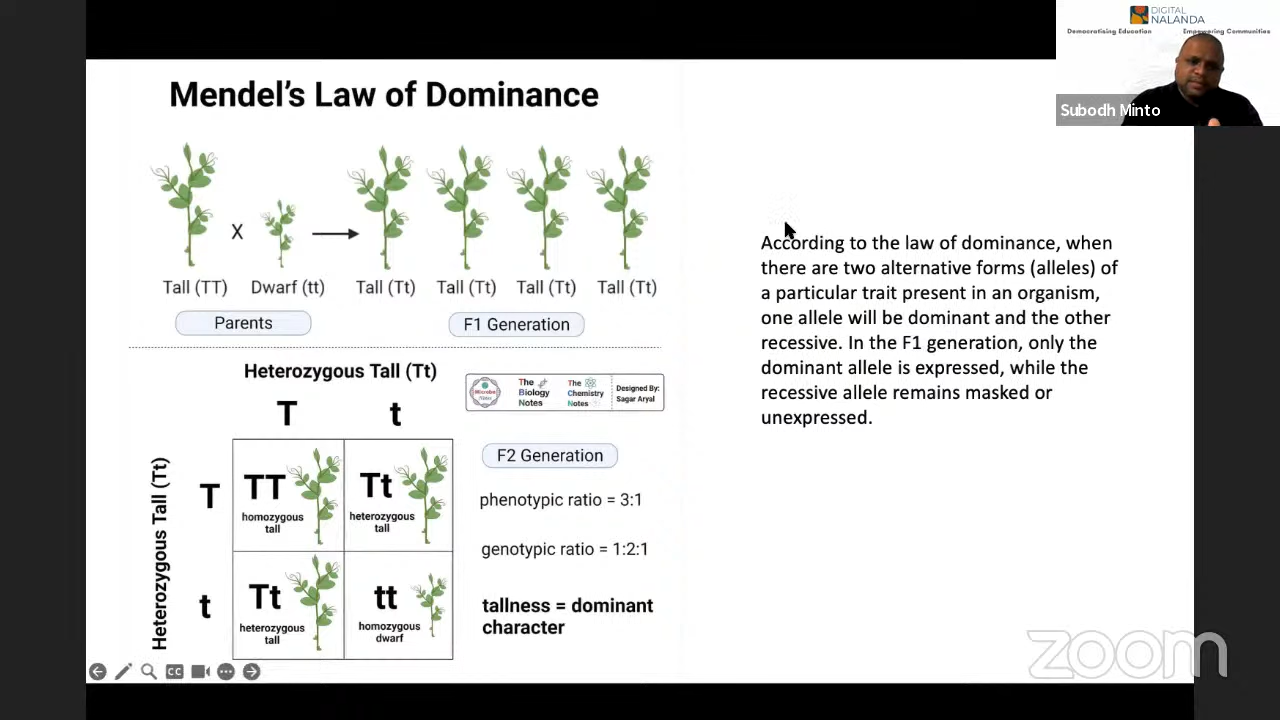 DIGITAL
NALANDA
Democratising Education
Empowering Communities
Subodh Minto
Mendel's Law of Dominance
X
Tall (TT)
Dwarf (tt)
Tall (Tt)
Tall (Tt)
Tall (Tt)
Tall (Tt)
Parents
F1 Generation
According to the law of dominance, when
there are two alternative forms (alleles) of
a particular trait present in an organism,
one allele will be dominant and the other
recessive. In the F1 generation, only the
dominant allele is expressed, while the
recessive allele remains masked or
unexpressed.
Heterozygous Tall (Tt)
T
t
Heterozygous Tall (Tt)
T
t
TT
homozygous
tall
Tt
heterozygous
tall
Tt
heterozygous
tall
tt
homozygous
dwarf
Microbe
Notes
The
Biology
Notes
The
Chemistry
Notes
Designed By:
Sagar Aryal
F2 Generation
phenotypic ratio = 3:1
genotypic ratio = 1:2:1
tallness = dominant
character
CC
zoom